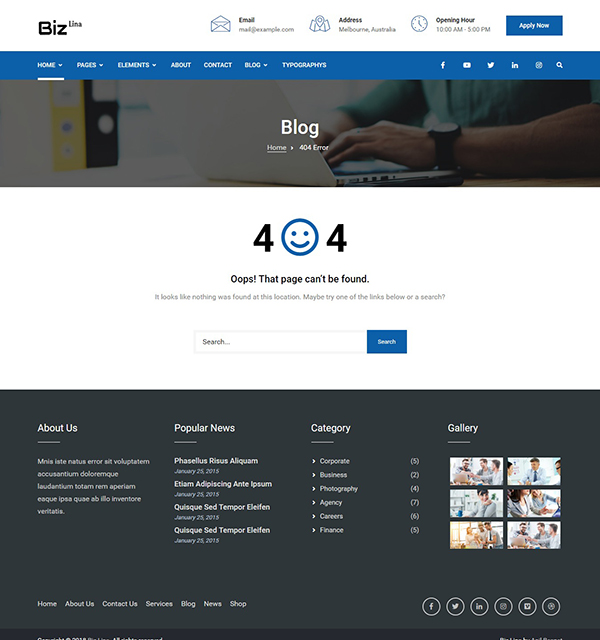 Biz Lina
Email
mail@example.com
Address
Melbourne, Australia
Opening Hour
10:00 AM - 5:00 PM
Apply Now
HOME PAGES ELEMENTS ABOUT CONTACT BLOG TYPOGRAPHYS
Blog
Home 404 Error
4 4
Oops! That page can't be found.
It looks like nothing was found at this location. Maybe try one of the links below or a search?
Search...
Search
About Us
Mnis iste natus error sit voluptatem
accusantium doloremque
laudantium totam rem aperiam
eaque ipsa quae ab illo inventore
veritatis.
Popular News
Phasellus Risus Aliquam
January 25, 2015
Etiam Adipiscing Ante Ipsum
January 25, 2015
Quisque Sed Tempor Eleifen
January 25, 2015
Quisque Sed Tempor Eleifen
January 25, 2015
Category
Corporate (5)
Business (2)
Photography (4)
Agency (7)
Careers (6)
Finance (5)
Gallery
Home About Us Contact Us Services Blog News Shop